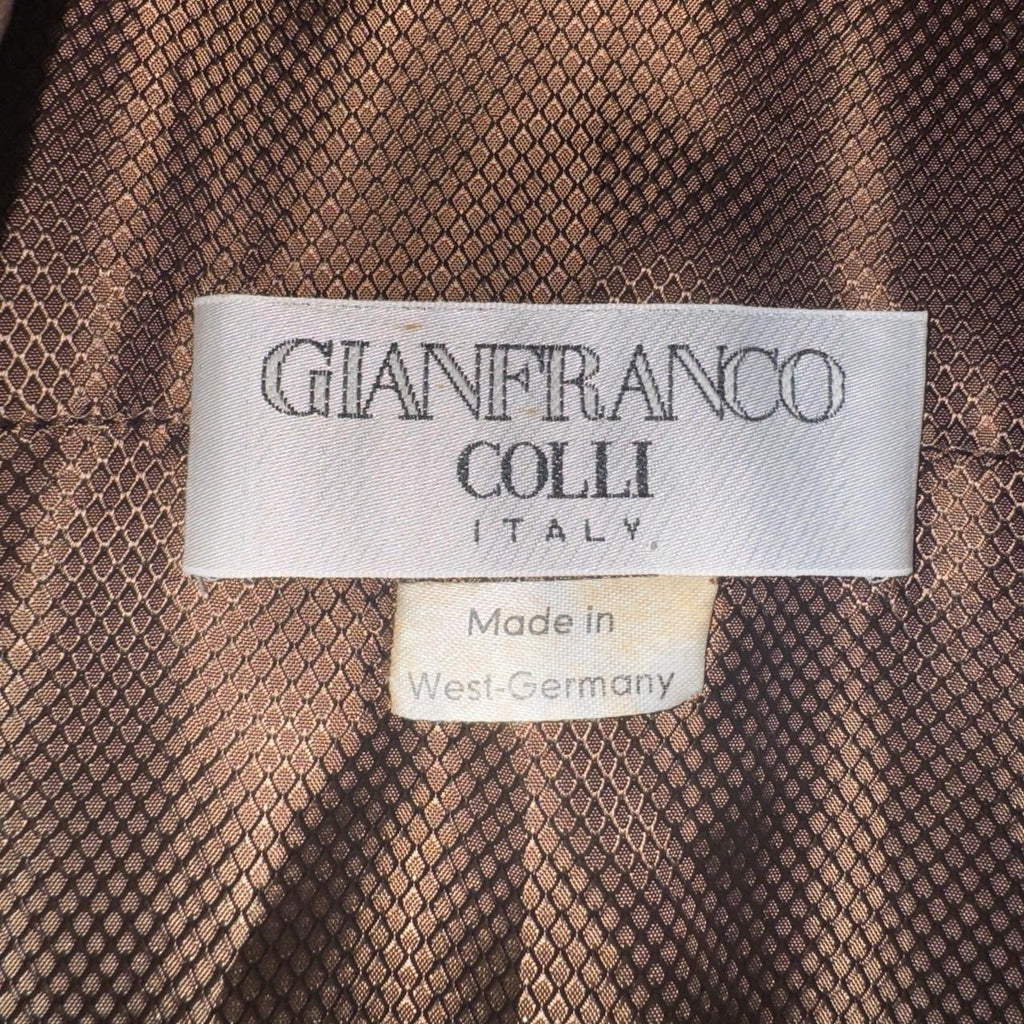 GIANFRANCO
COLLI
ITALY
Made in
West-Germany